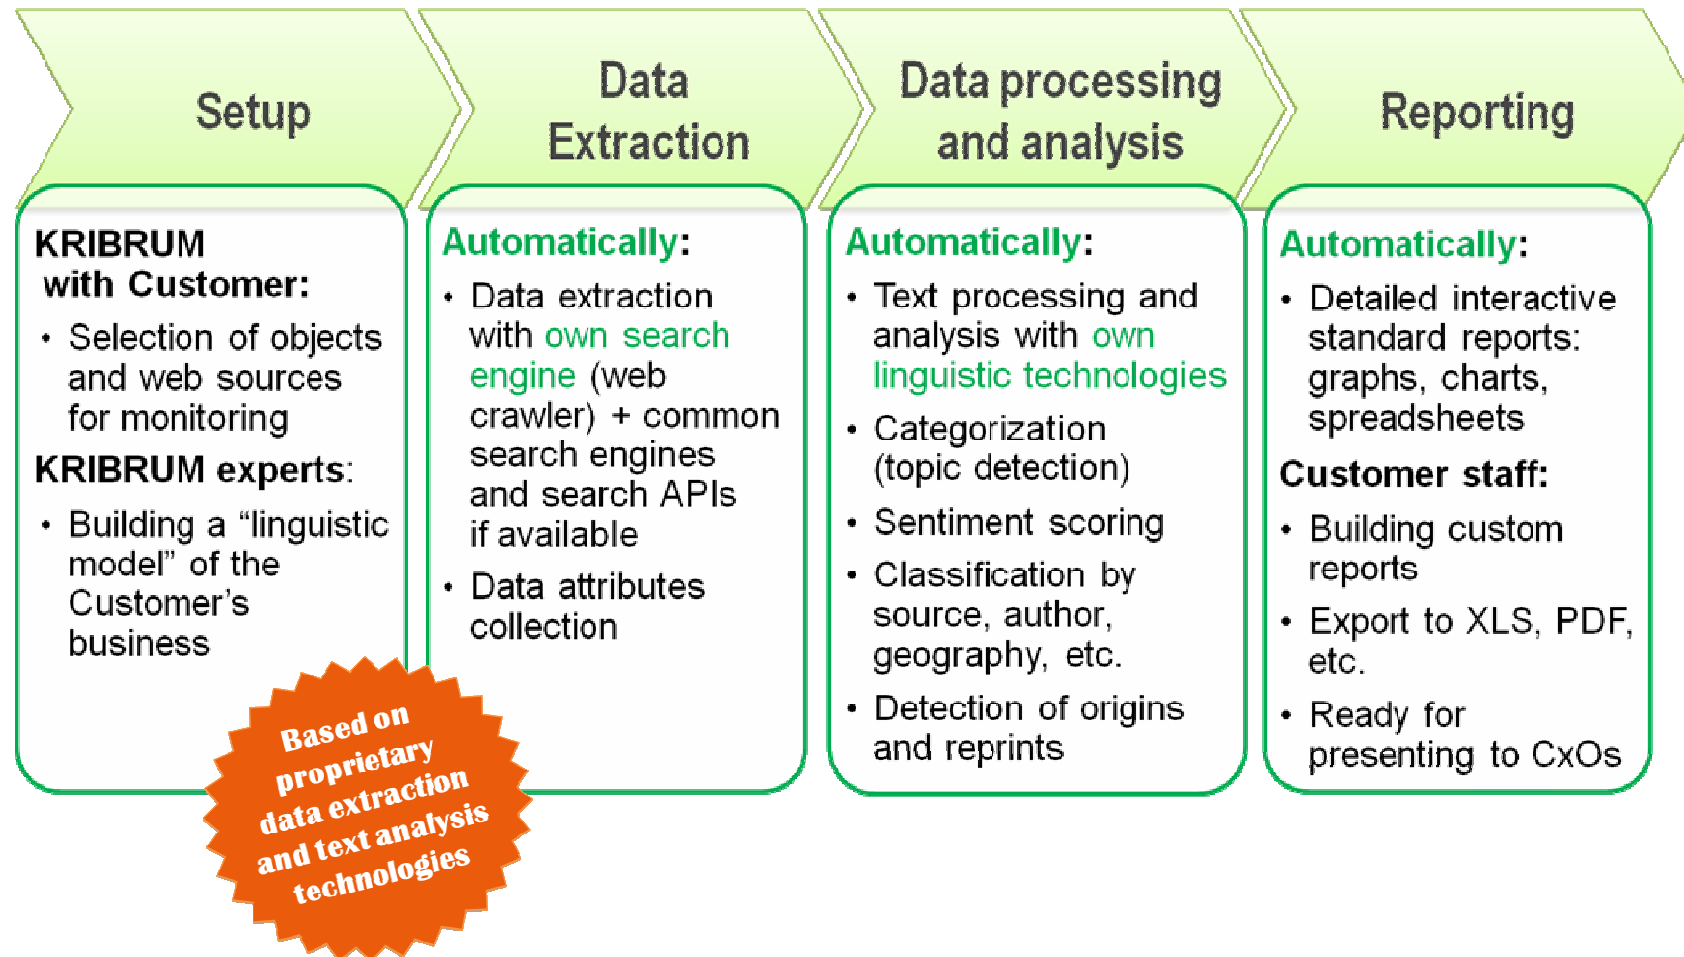 Setup
KRIBRUM
with Customer:
• Selection of objects
and web sources
for monitoring
KRIBRUM experts:
• Building a “linguistic
model” of the
Customer’s
business
Data
Extraction
Automatically:
• Data extraction
with own search
engine (web
crawler) + common
search engines
and search APIs
if available
• Data attributes
collection
Data processing
and analysis
Automatically:
• Text processing and
analysis with own
linguistic technologies
• Categorization
(topic detection)
• Sentiment scoring
• Classification by
source, author,
geography, etc.
• Detection of origins
and reprints
Reporting
Automatically:
• Detailed interactive
standard reports:
graphs, charts,
spreadsheets
Customer staff:
• Building custom
reports
• Export to XLS, PDF,
etc.
• Ready for
presenting to CxOs
Based on
proprietary
data extraction
and text analysis
technologies